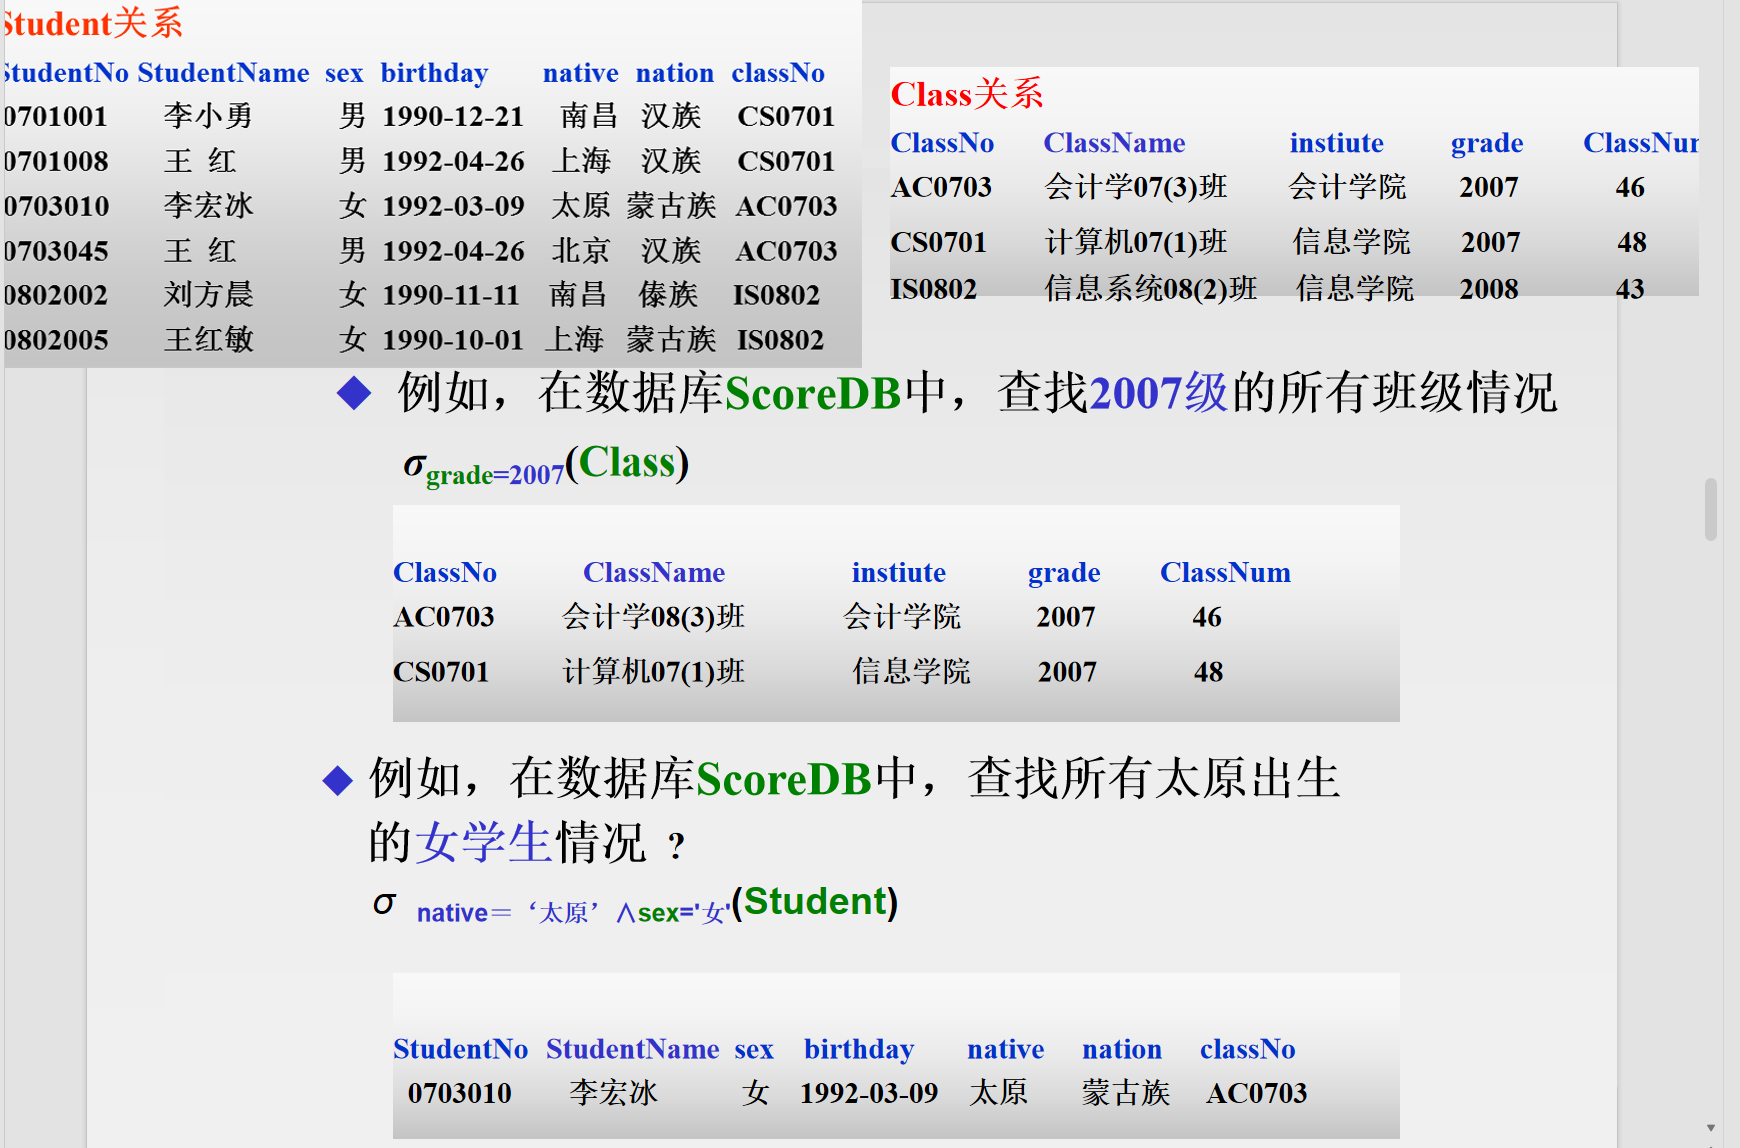 Student关系
StudentNo StudentName sex birthday native nation classNo
0701001 李小勇 男 1990-12-21 南昌 汉族 CS0701
0701008 王 红 男 1992-04-26 上海 汉族 CS0701
0703010 李宏冰 女 1992-03-09 太原 蒙古族 AC0703
0703045 王 红 男 1992-04-26 北京 汉族 AC0703
0802002 刘方晨 女 1990-11-11 南昌 傣族 IS0802
0802005 王红敏 女 1990-10-01 上海 蒙古族 IS0802
Class关系
ClassNo ClassName instiute grade ClassNum
AC0703 会计学07(3)班 会计学院 2007 46
CS0701 计算机07(1)班 信息学院 2007 48
IS0802 信息系统08(2)班 信息学院 2008 43
◆ 例如，在数据库ScoreDB中，查找2007级的所有班级情况
σgrade=2007(Class)
ClassNo ClassName instiute grade ClassNum
AC0703 会计学08(3)班 会计学院 2007 46
CS0701 计算机07(1)班 信息学院 2007 48
◆ 例如，在数据库ScoreDB中，查找所有太原出生
的女学生情况 ?
σ native＝‘太原’∧sex='女'(Student)
StudentNo StudentName sex birthday native nation classNo
0703010 李宏冰 女 1992-03-09 太原 蒙古族 AC0703